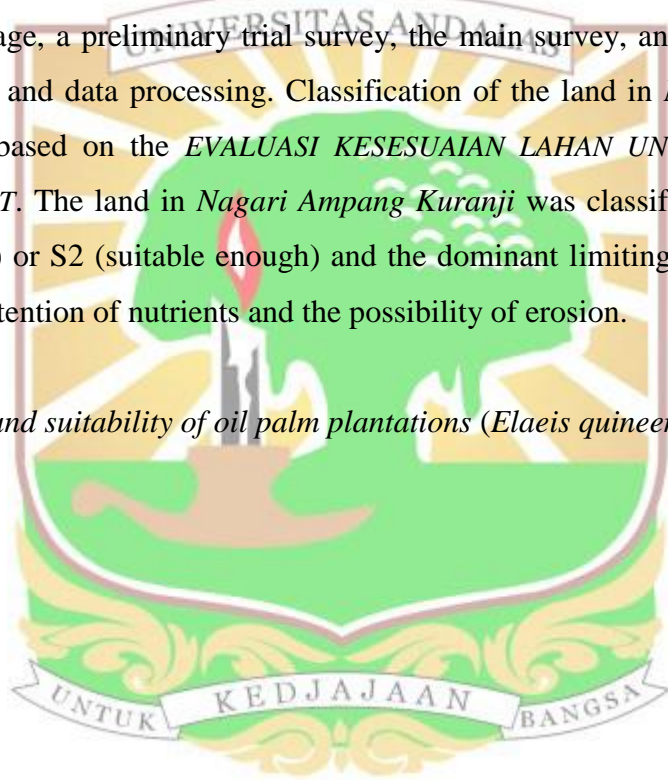 UNIVERSITAS ANDALAS
age, a preliminary trial survey, the main survey, an
and data processing. Classification of the land in
based on the EVALUASI KESESUAIAN LAHAN UN
T. The land in Nagari Ampang Kuranji was classif
or S2 (suitable enough) and the dominant limiting
tention of nutrients and the possibility of erosion.
and suitability of oil palm plantations (Elaeis quineer
UNTUK KEDJAJAAN BANGSA